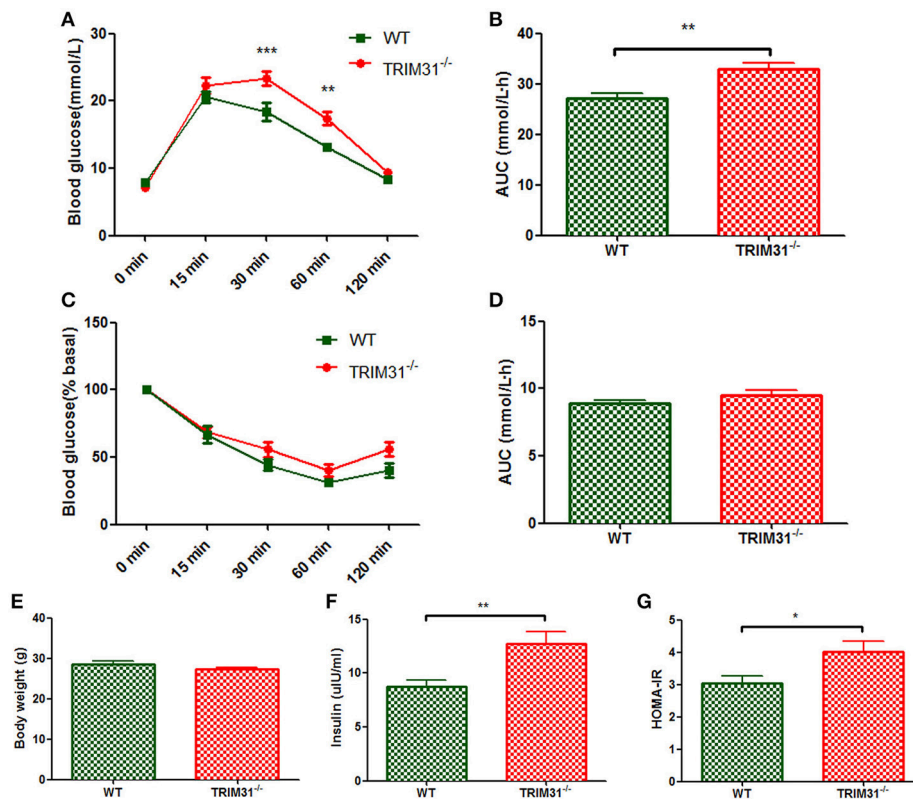 A
Blood glucose(mmol/L)
30
20
10
0
WT
TRIM31-/-
***
**
0 min
15 min
30 min
60 min
120 min
B
AUC (mmol/L·h)
40
30
20
10
0
**
WT
TRIM31-/-
C
Blood glucose(% basal)
150
100
50
0
WT
TRIM31-/-
0 min
15 min
30 min
60 min
120 min
D
AUC (mmol/L·h)
15
10
5
0
WT
TRIM31-/-
E
Body weight (g)
40
30
20
10
0
WT
TRIM31-/-
F
Insulin (uIU/ml)
15
10
5
0
**
WT
TRIM31-/-
G
HOMA-IR
5
4
3
2
1
0
*
WT
TRIM31-/-